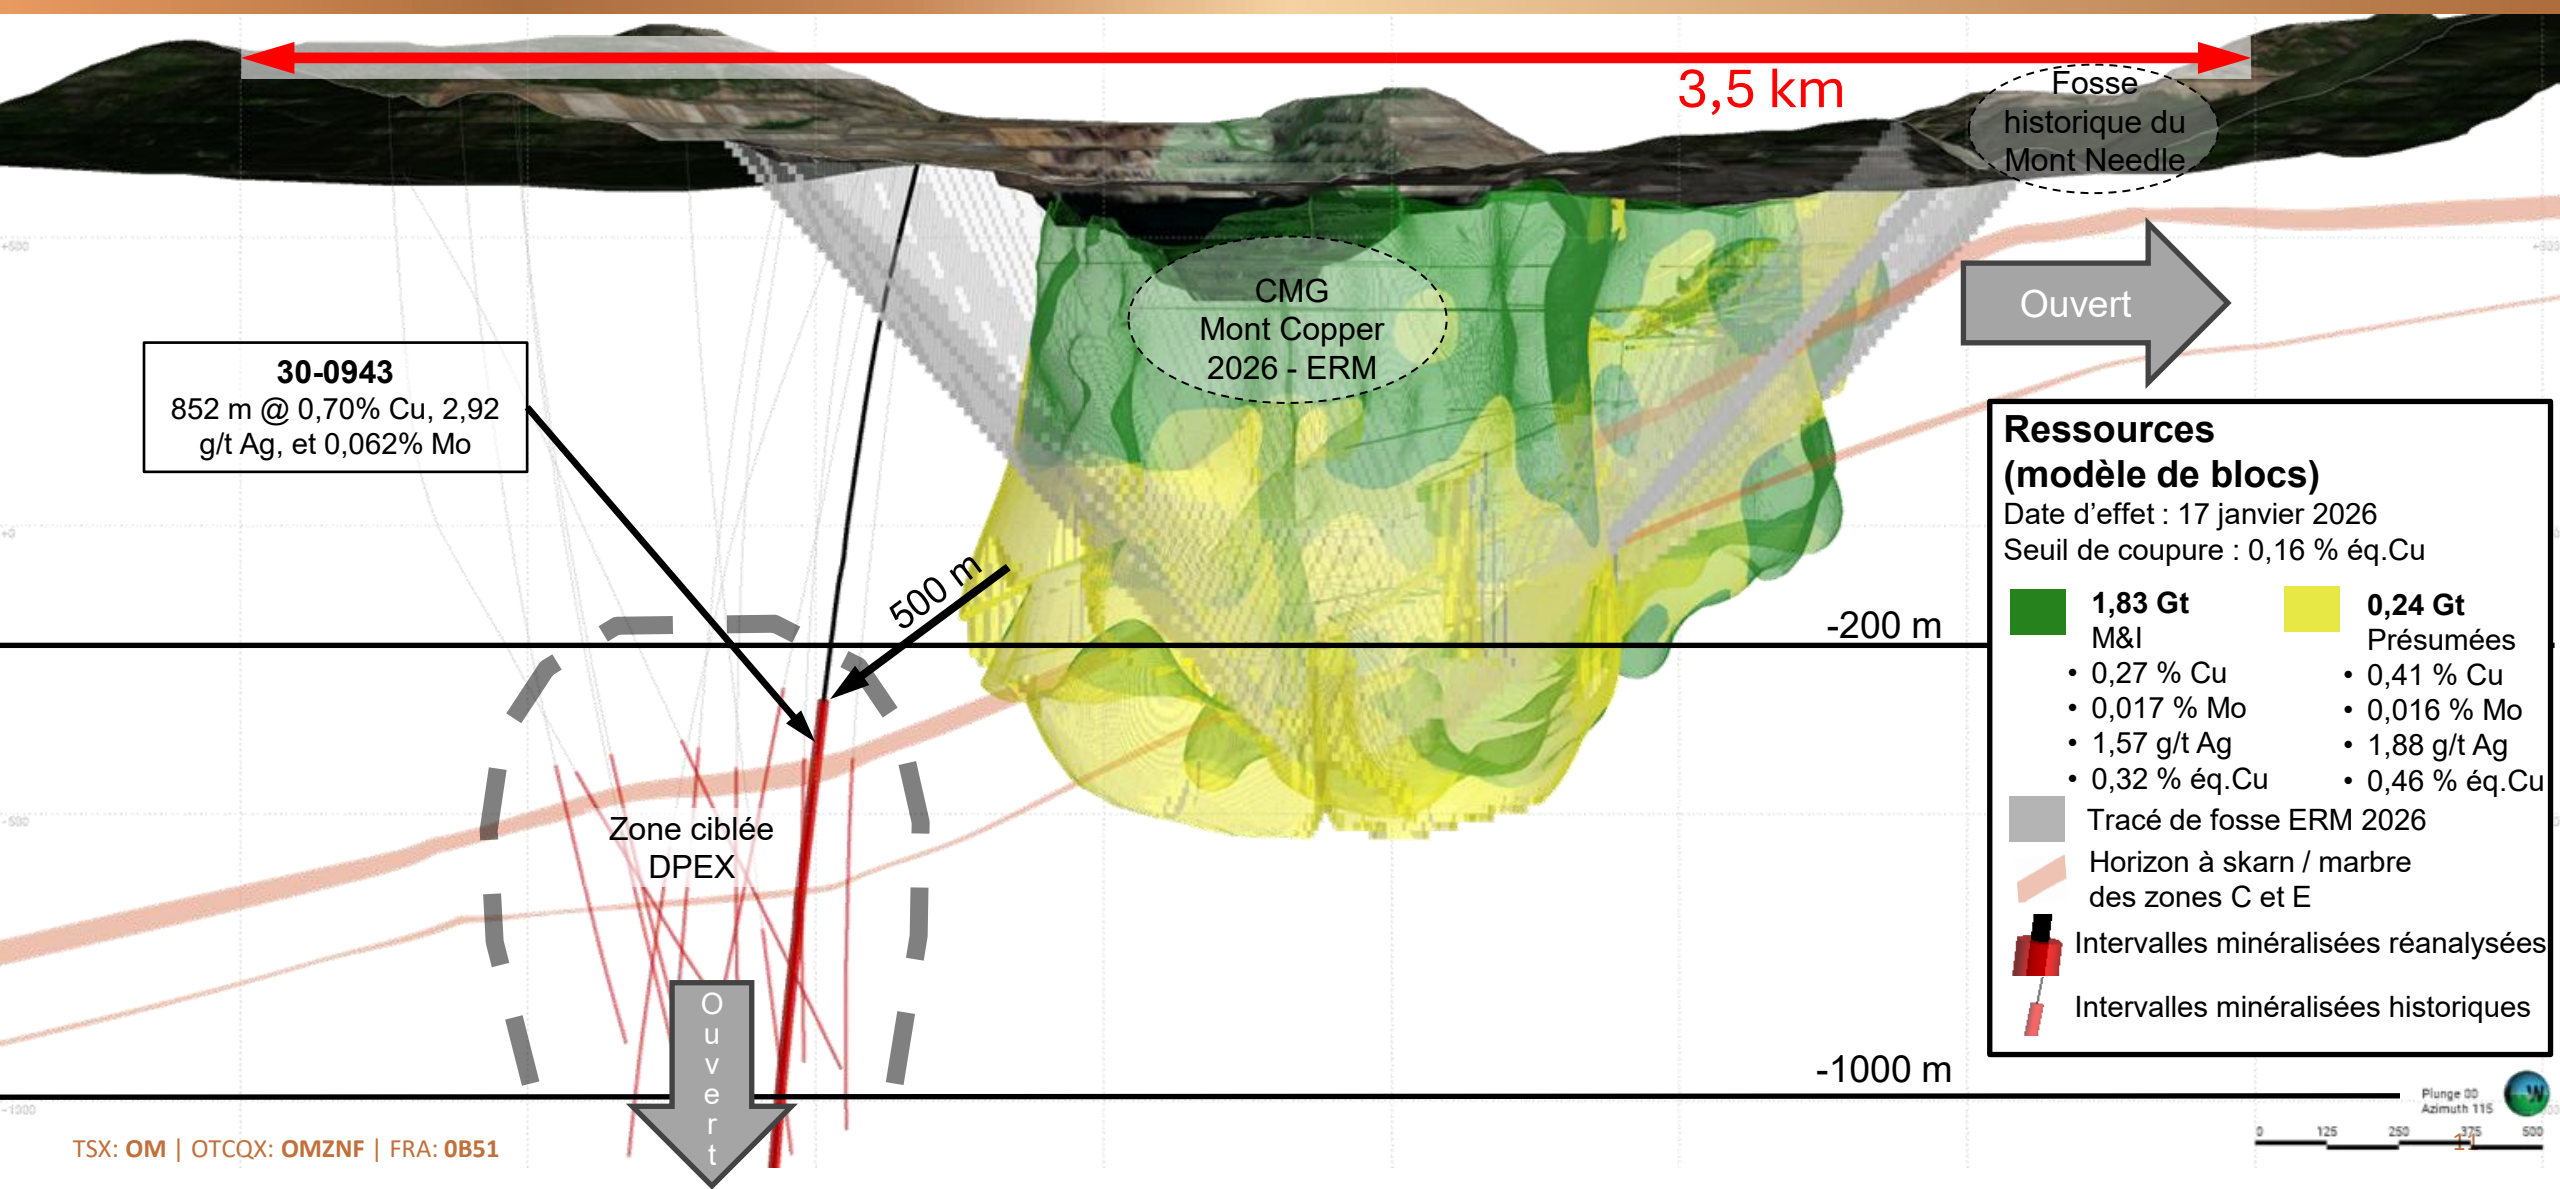 3,5 km
Fosse
historique du
Mont Needle
+500
Ouvert
CMG
Mont Copper
2026 - ERM
30-0943
852 m @ 0,70% Cu, 2,92
g/t Ag, et 0,062% Mo
+0
500 m
-200 m
Ressources
(modèle de blocs)
Date d’effet : 17 janvier 2026
Seuil de coupure : 0,16 % éq.Cu
1,83 Gt
M&I
• 0,27 % Cu
• 0,017 % Mo
• 1,57 g/t Ag
• 0,32 % éq.Cu
0,24 Gt
Présumées
• 0,41 % Cu
• 0,016 % Mo
• 1,88 g/t Ag
• 0,46 % éq.Cu
Tracé de fosse ERM 2026
Horizon à skarn / marbre
des zones C et E
Intervalles minéralisées réanalysées
Intervalles minéralisées historiques
-500
Zone ciblée
DPEX
Ouvert
-1000 m
-1000
Plunge 00
Azimuth 115
W
0 125 250 375 500
11
TSX: OM | OTCQX: OMZNF | FRA: 0B51